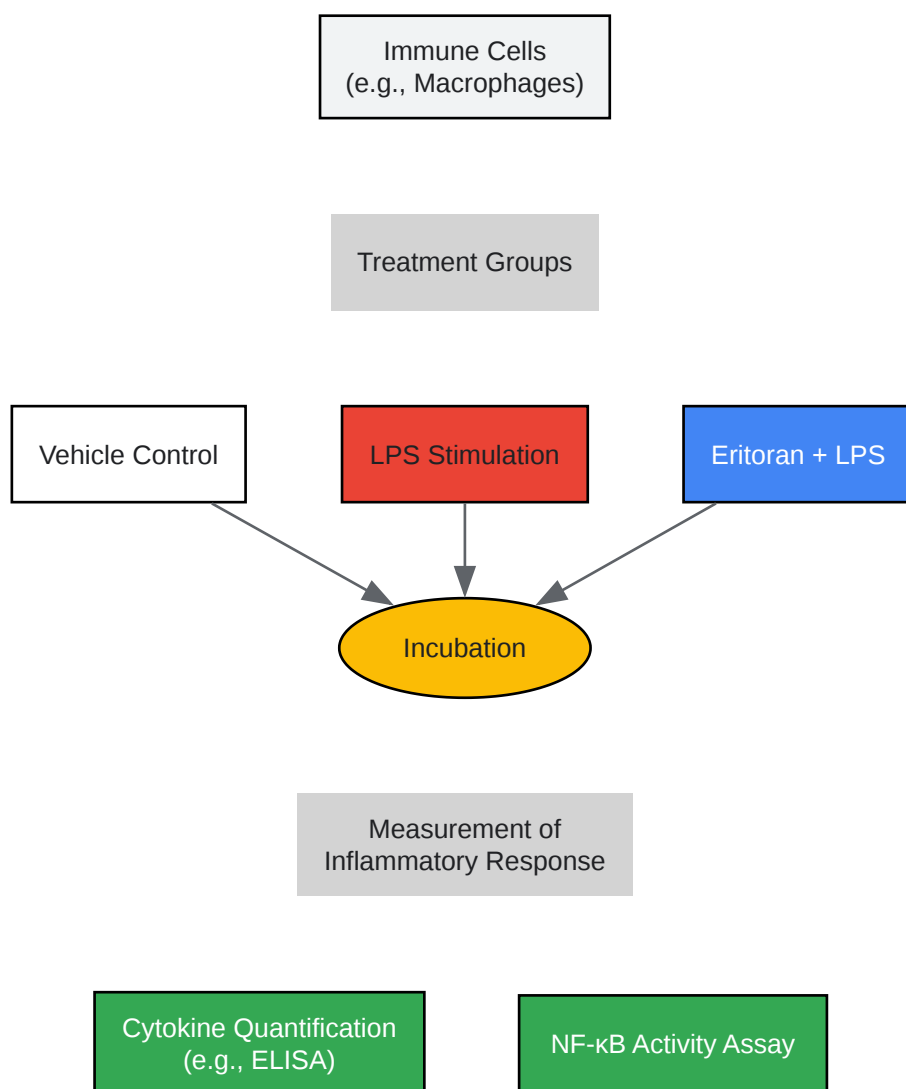 Immune Cells
(e.g., Macrophages)
Treatment Groups
Vehicle Control
LPS Stimulation
Eritoran + LPS
Incubation
Measurement of
Inflammatory Response
Cytokine Quantification
(e.g., ELISA)
NF-κB Activity Assay